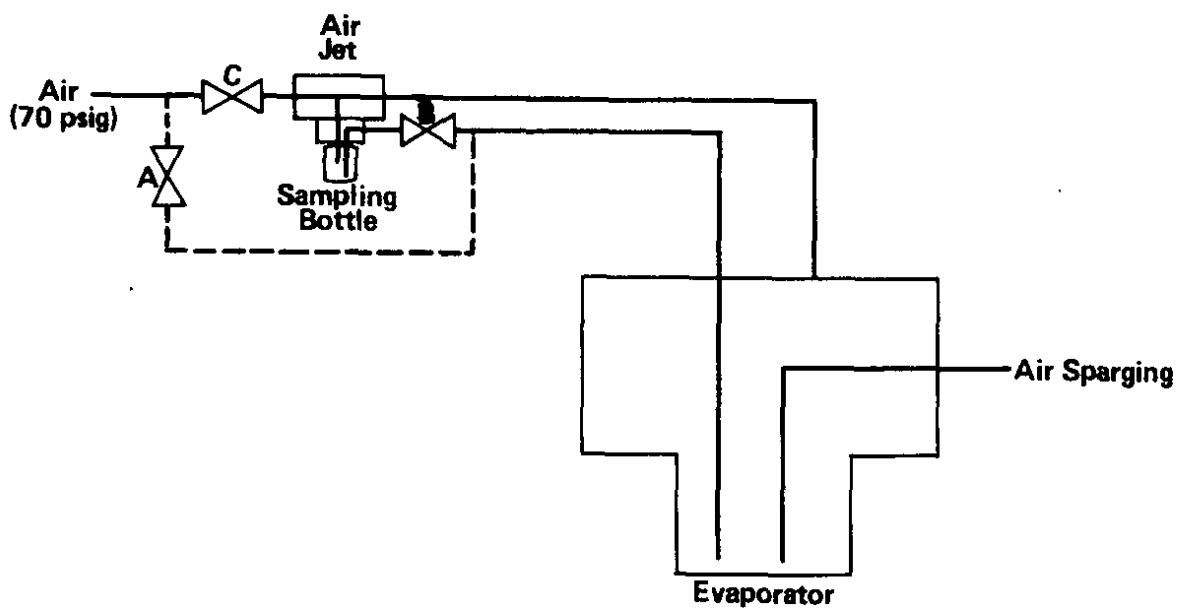 Air
Jet
Air
(70 psig)
C
A
Sampling
Bottle
Air Sparging
Evaporator